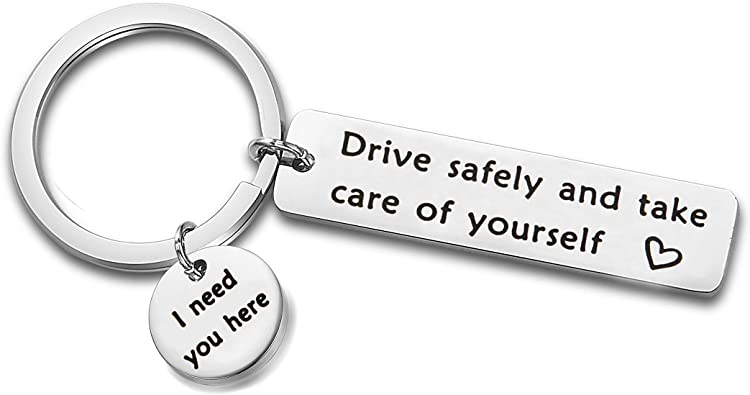 Drive safely and take
care of yourself
I need
you here